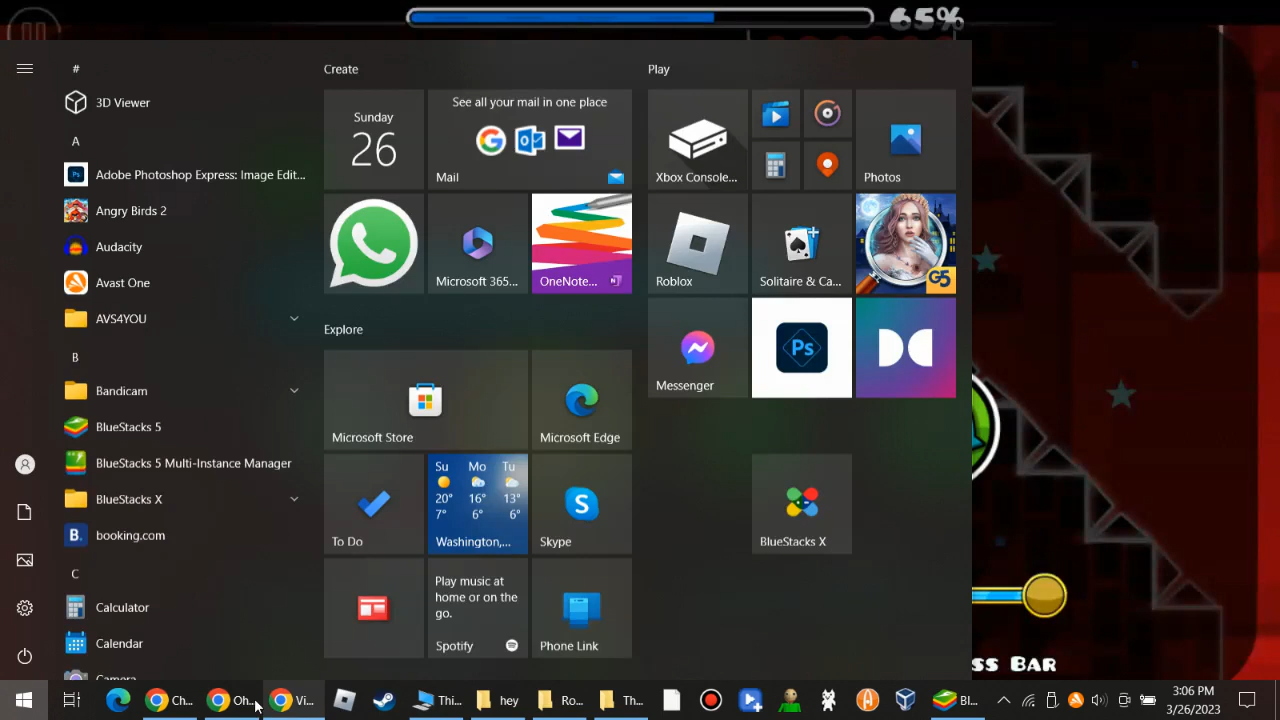 65%
#
3D Viewer
A
Adobe Photoshop Express: Image Edit...
Angry Birds 2
Audacity
Avast One
AVS4YOU
B
Bandicam
BlueStacks 5
BlueStacks 5 Multi-Instance Manager
BlueStacks X
B.
booking.com
C
Calculator
Calendar
Camera
Create
Sunday
26
See all your mail in one place
Mail
Microsoft 365...
OneNote...
Explore
Microsoft Store
Microsoft Edge
To Do
Su Mo Tu
20° 16° 13°
7° 6° 6°
Washington,...
Skype
Play music at
home or on the
go.
Spotify
Phone Link
Play
Xbox Console...
Photos
Roblox
Solitaire & Ca...
G5
Messenger
Ps
BlueStacks X
SS BAR
Ch...
Oh...
Vi...
Thi...
hey
Ro...
Th...
Bl...
3:06 PM
3/26/2023